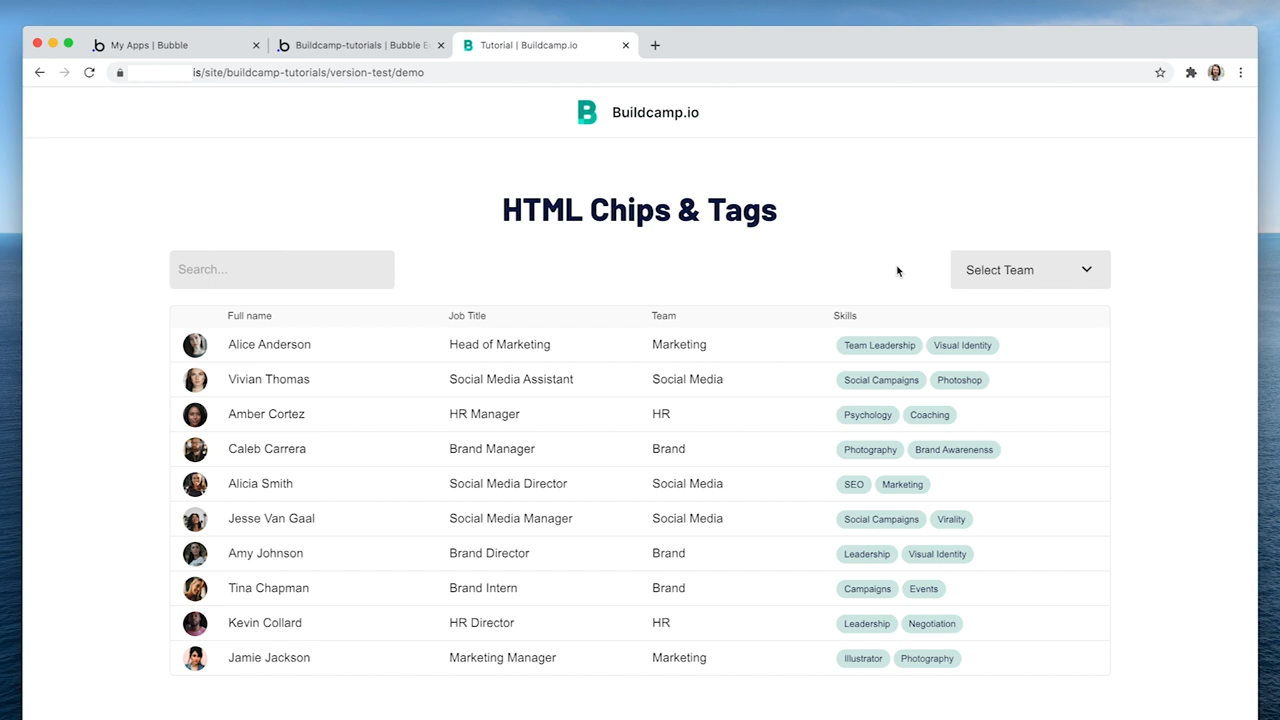 My Apps | Bubble
Buildcamp-tutorials | Bubble E
Tutorial | Buildcamp.io
is/site/buildcamp-tutorials/version-test/demo
B Buildcamp.io
HTML Chips & Tags
Search... Select Team
Full name Job Title Team Skills
Alice Anderson Head of Marketing Marketing Team Leadership Visual Identity
Vivian Thomas Social Media Assistant Social Media Social Campaigns Photoshop
Amber Cortez HR Manager HR Psychology Coaching
Caleb Carrera Brand Manager Brand Photography Brand Awarenenss
Alicia Smith Social Media Director Social Media SEO Marketing
Jesse Van Gaal Social Media Manager Social Media Social Campaigns Virality
Amy Johnson Brand Director Brand Leadership Visual Identity
Tina Chapman Brand Intern Brand Campaigns Events
Kevin Collard HR Director HR Leadership Negotiation
Jamie Jackson Marketing Manager Marketing Illustrator Photography